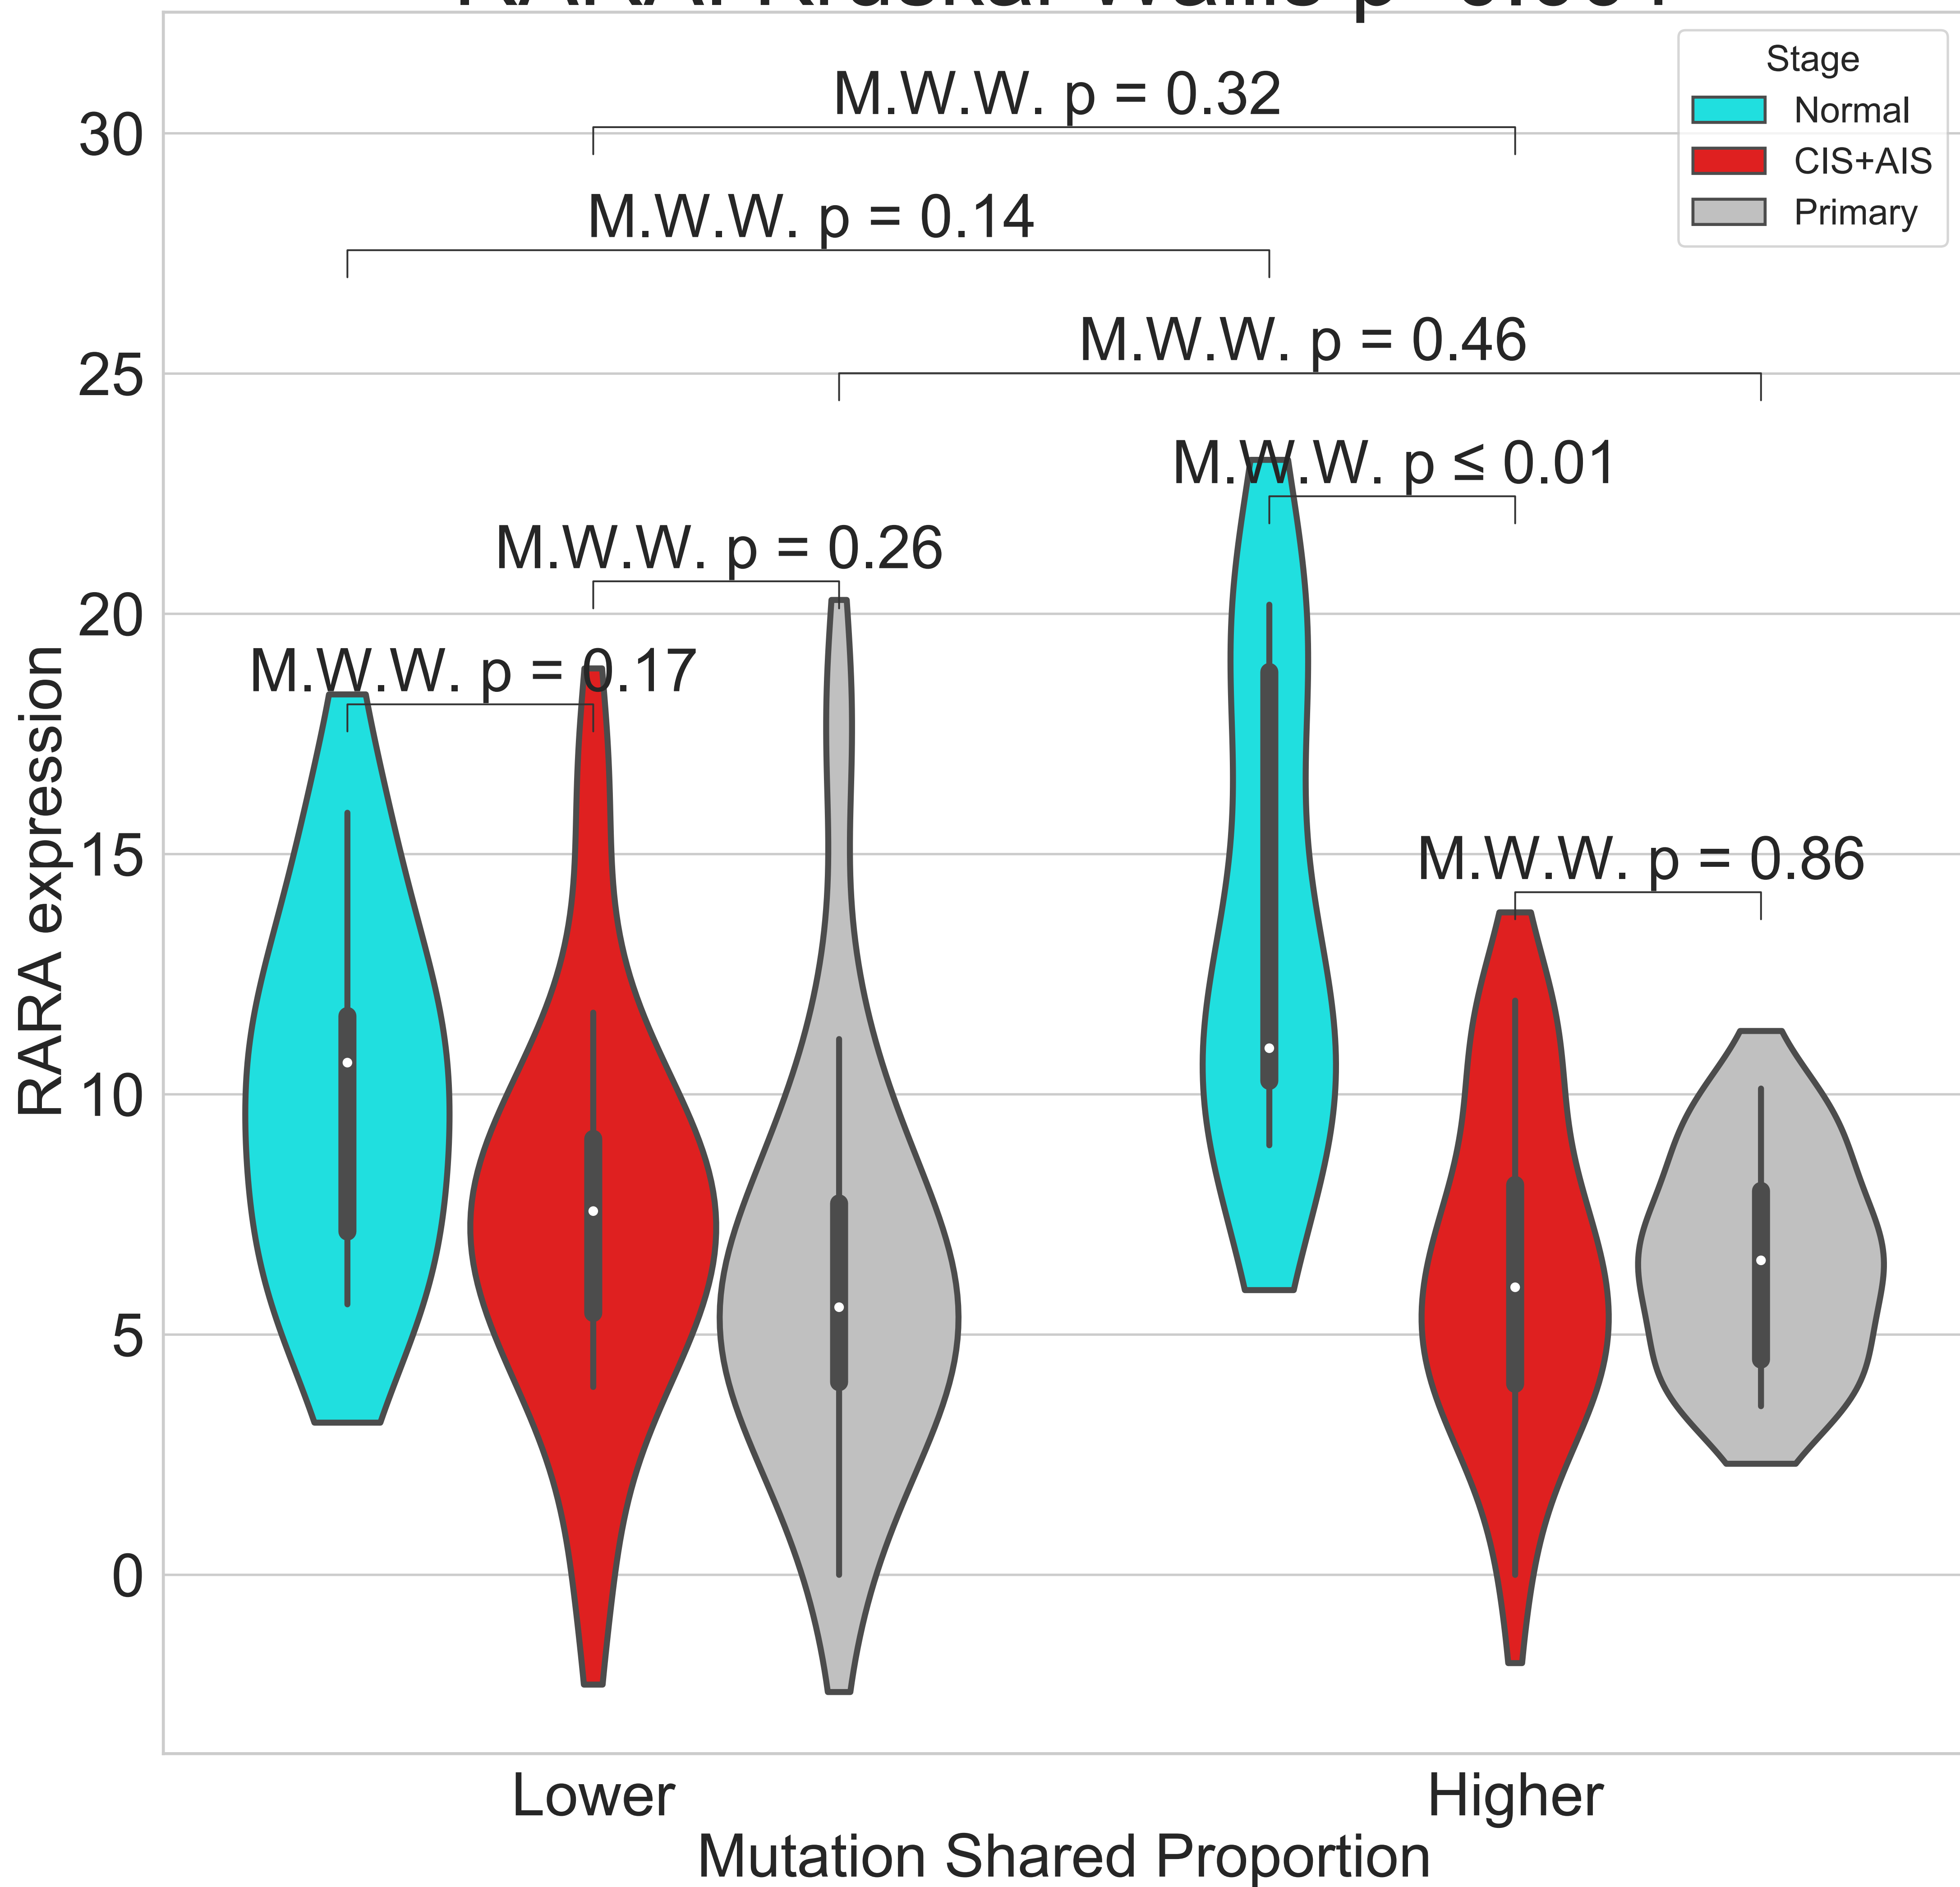 Stage
Normal
CIS+AIS
Primary
M.W.W. p = 0.32
M.W.W. p = 0.14
M.W.W. p = 0.46
M.W.W. p ≤ 0.01
M.W.W. p = 0.26
M.W.W. p = 0.17
M.W.W. p = 0.86
30
25
20
15
10
5
0
RARA expression
Lower
Higher
Mutation Shared Proportion